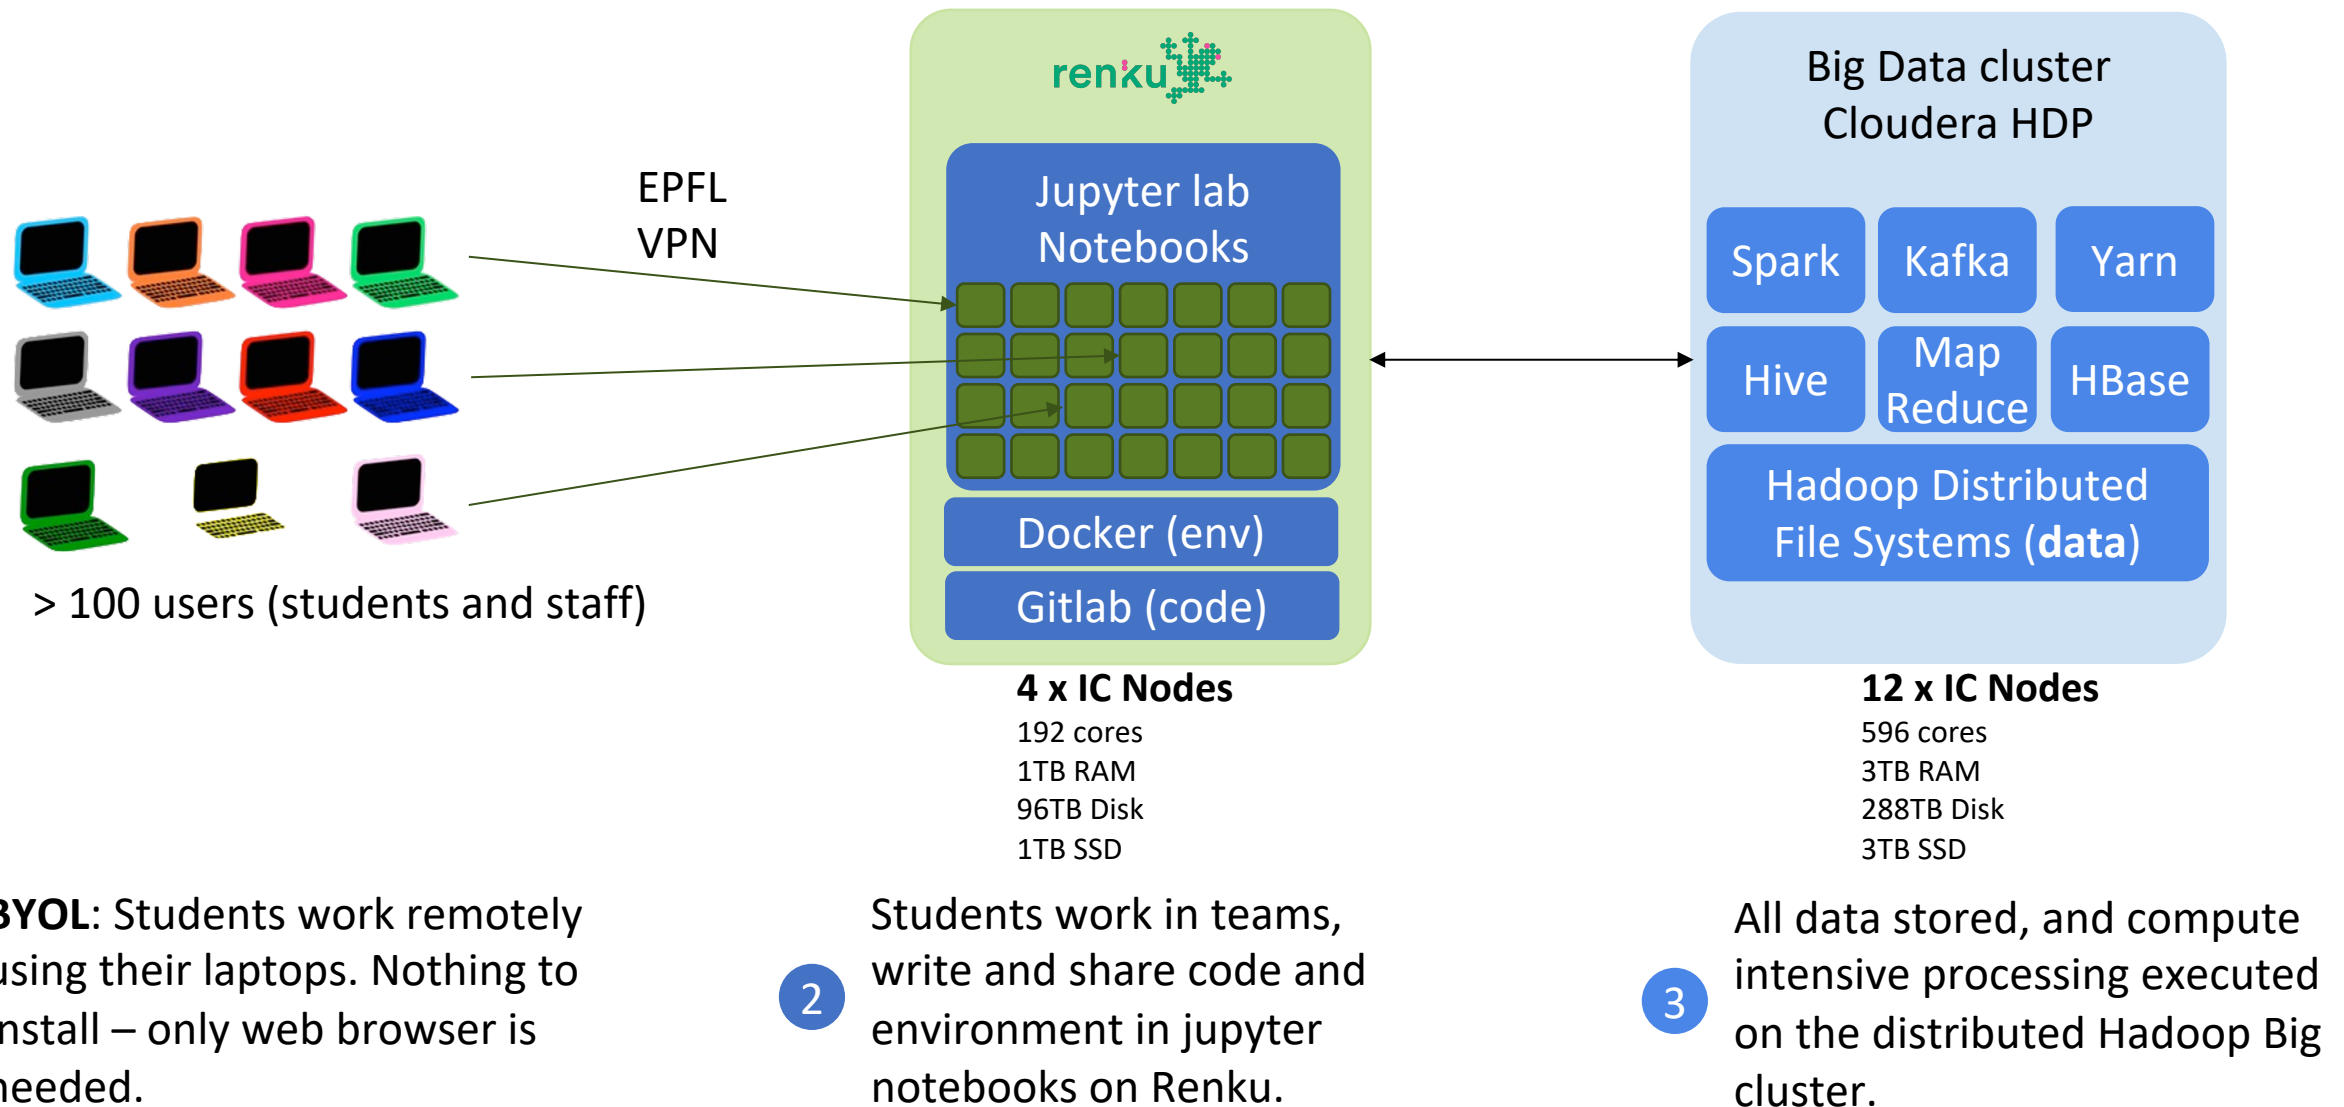 > 100 users (students and staff)
EPFL
VPN
renku
Jupyter lab
Notebooks
Docker (env)
Gitlab (code)
Big Data cluster
Cloudera HDP
Spark
Kafka
Yarn
Hive
Map
Reduce
HBase
Hadoop Distributed
File Systems (data)
4 x IC Nodes
192 cores
1TB RAM
96TB Disk
1TB SSD
12 x IC Nodes
596 cores
3TB RAM
288TB Disk
3TB SSD
BYOL: Students work remotely
using their laptops. Nothing to
install – only web browser is
needed.
2
Students work in teams,
write and share code and
environment in jupyter
notebooks on Renku.
3
All data stored, and compute
intensive processing executed
on the distributed Hadoop Big
cluster.